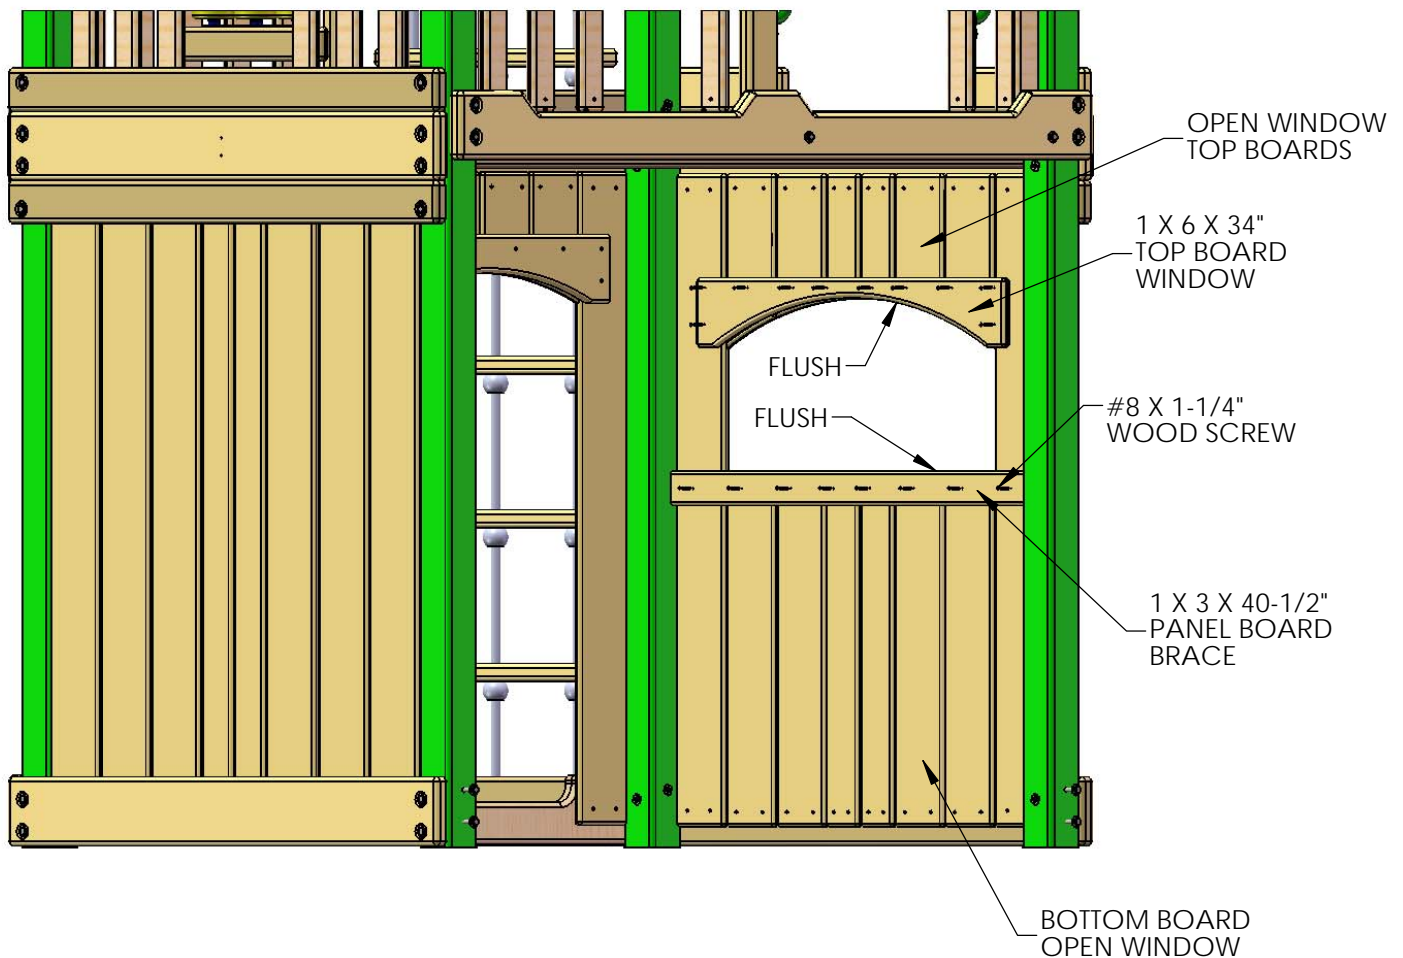 OPEN WINDOW
TOP BOARDS
1 X 6 X 34"
TOP BOARD
WINDOW
FLUSH
FLUSH
#8 X 1-1/4"
WOOD SCREW
1 X 3 X 40-1/2"
PANEL BOARD
BRACE
BOTTOM BOARD
OPEN WINDOW